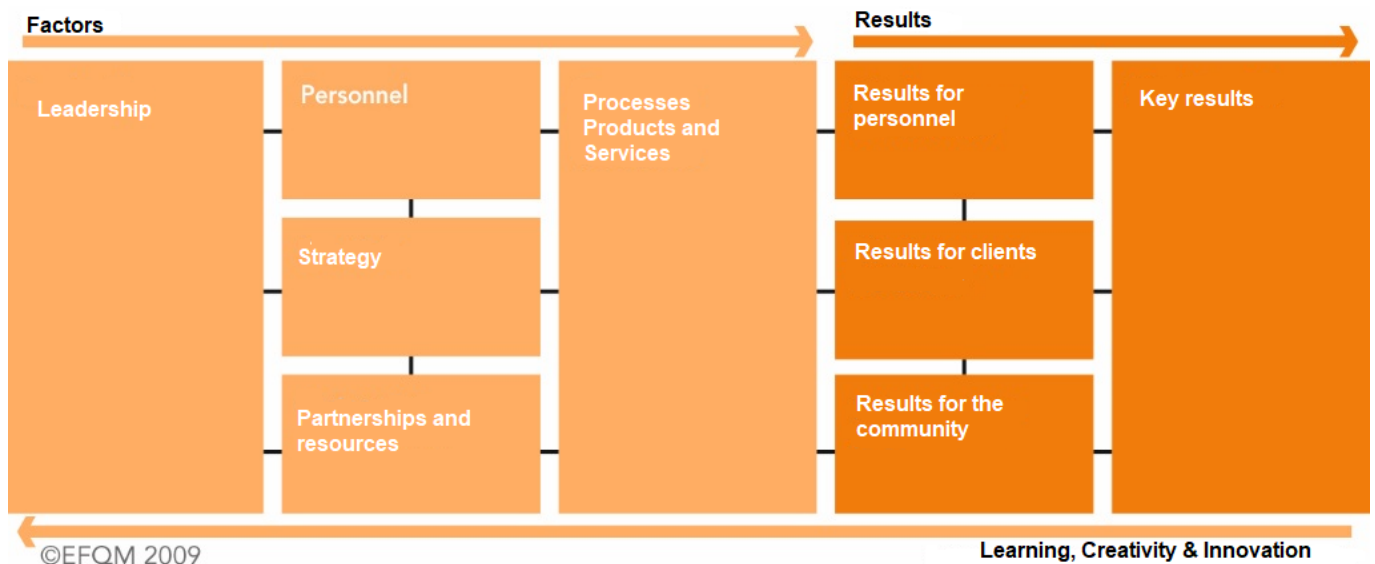 Factors
Results
Leadership
Personnel
Processes
Products and
Services
Results for
personnel
Key results
Strategy
Results for clients
Partnerships and
resources
Results for the
community
©EFQM 2009
Learning, Creativity & Innovation